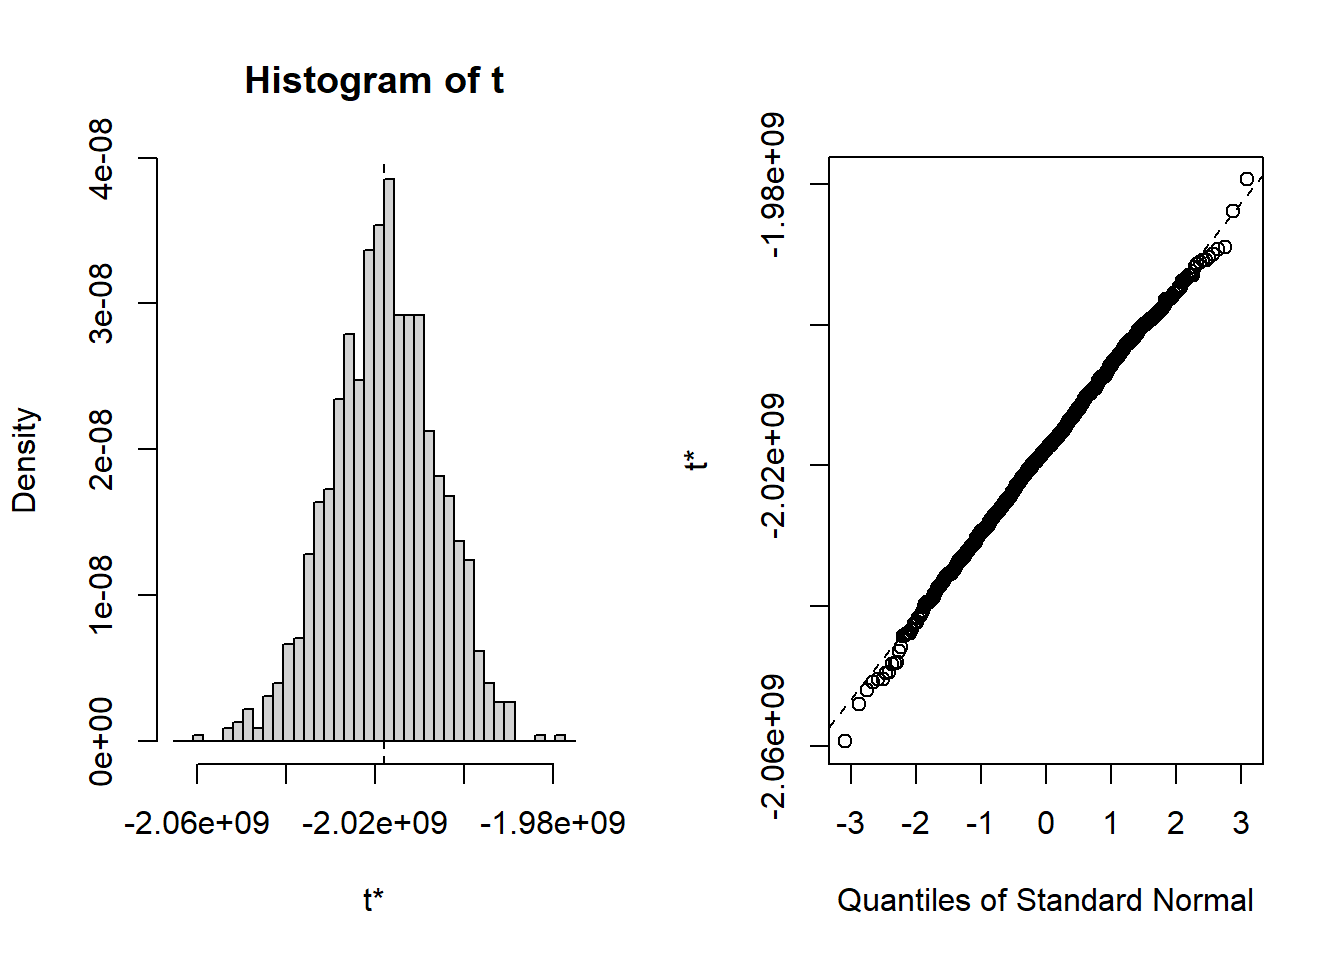 Histogram of t
Density
0e+00 1e-08 2e-08 3e-08 4e-08
-2.06e+09 -2.02e+09 -1.98e+09
t*
t*
-2.06e+09 -2.02e+09 -1.98e+09
-3 -2 -1 0 1 2 3
Quantiles of Standard Normal